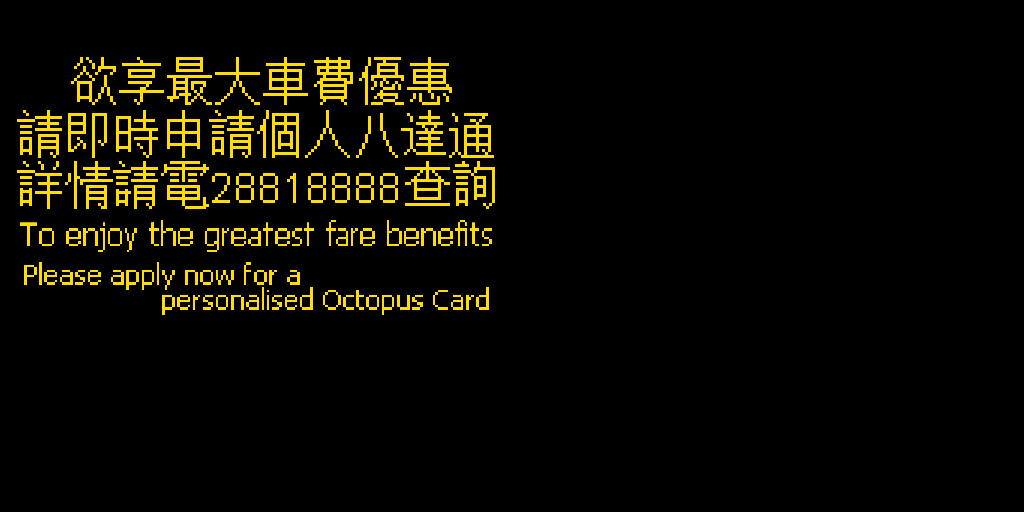 欲享最大車費優惠
請即時申請個人八達通
詳情請電28818888查詢
To enjoy the greatest fare benefits
Please apply now for a
personalised Octopus Card